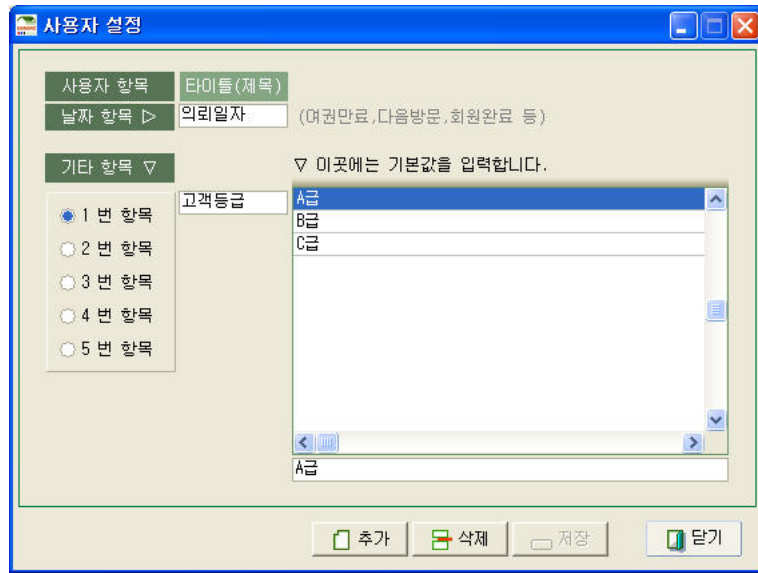 사용자 설정
사용자 항목 타이틀(제목)
날짜 항목 ▷ 의뢰일자 (여권만료,다음방문,회원완료 등)
기타 항목 ▽ ▽ 이곳에는 기본값을 입력합니다.
1 번 항목 고객등급 A급
B급
2 번 항목 C급
3 번 항목
4 번 항목
5 번 항목
A급
추가 삭제 저장 닫기